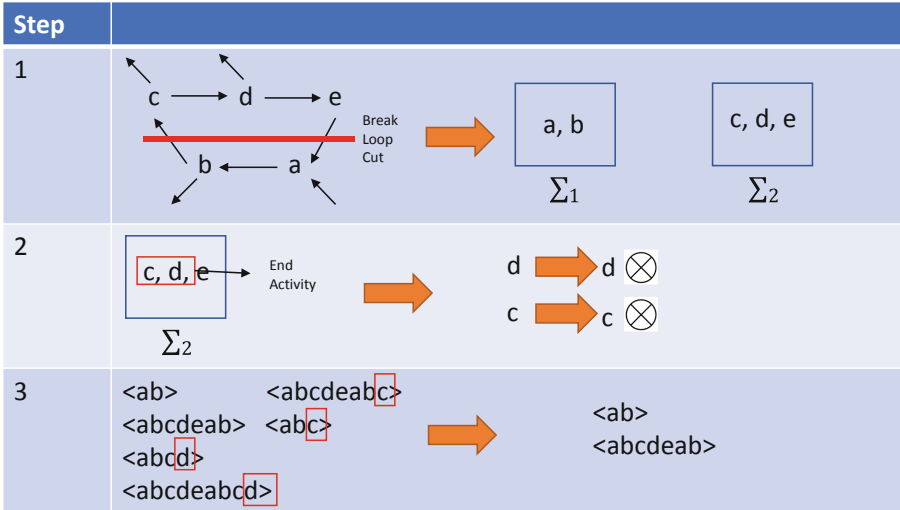 Step
1
c d e
Break
Loop
Cut
b a
a, b
c, d, e
∑1
∑2
2
c, d, e
End
Activity
∑2
d d
c c
3
<ab> <abcdeabc>
<abcdeab> <abc>
<abcd>
<abcdeabcd>
<ab>
<abcdeab>